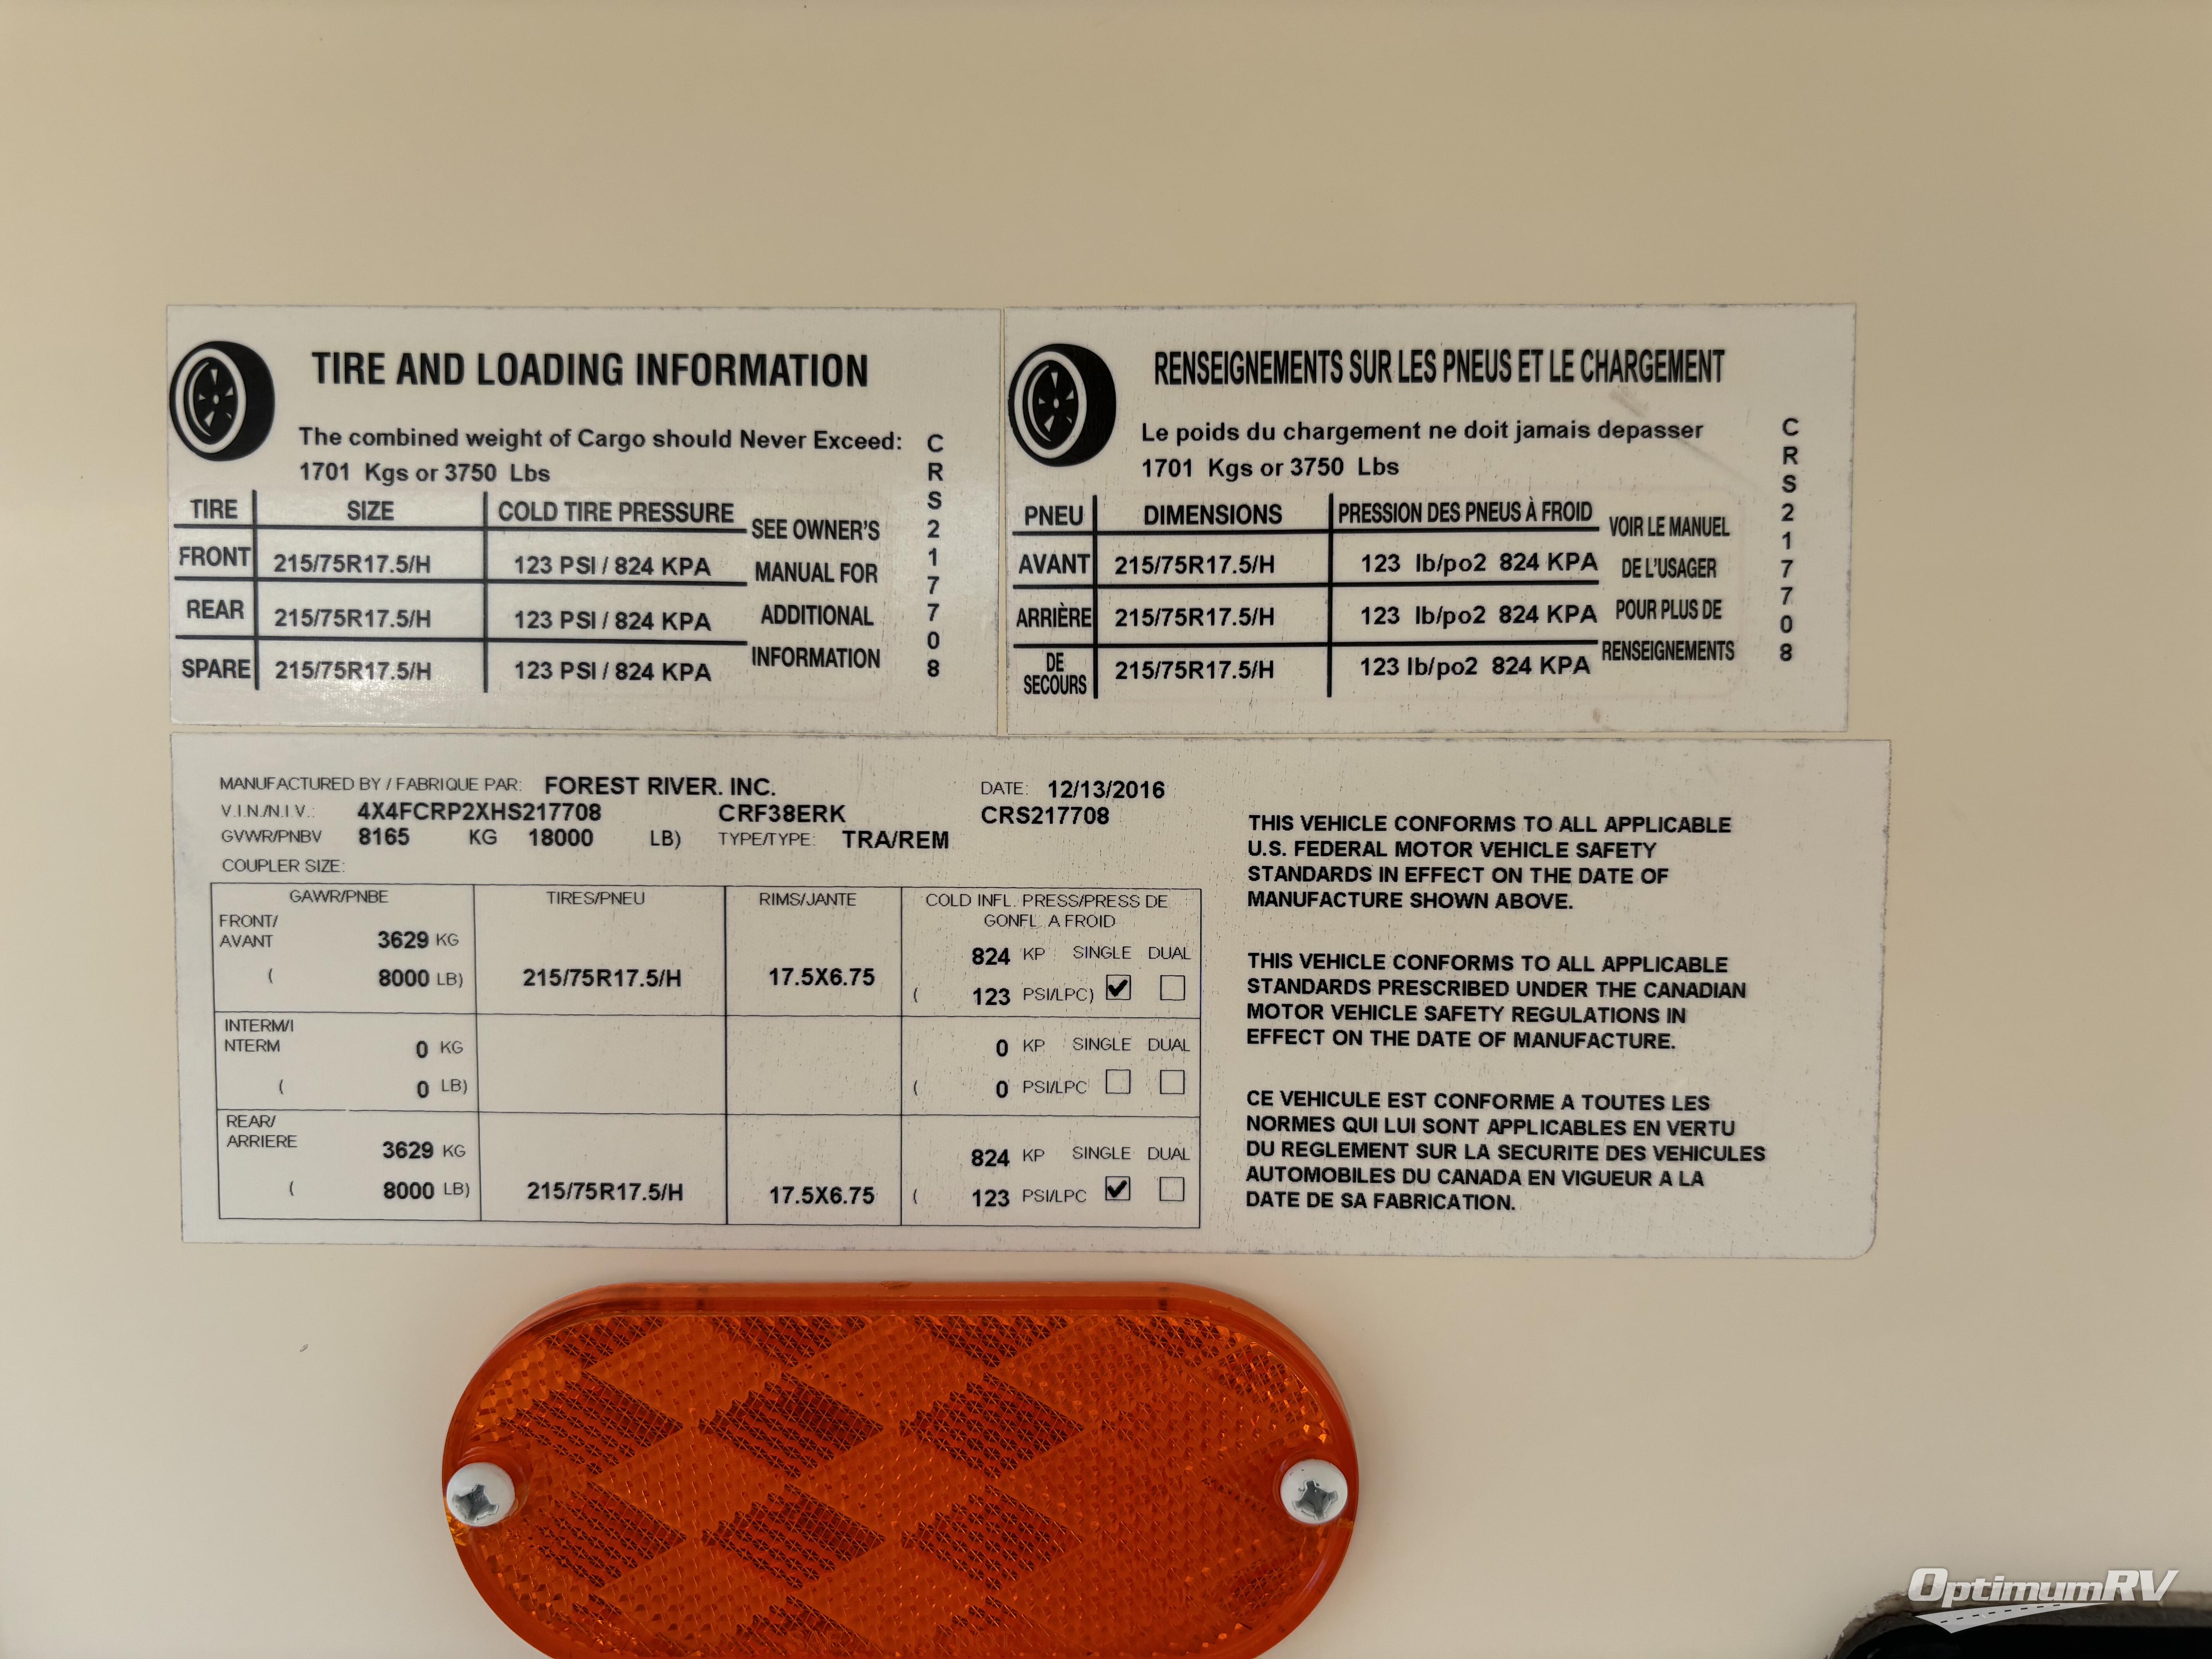 TIRE AND LOADING INFORMATION
The combined weight of Cargo should Never Exceed:
1701 Kgs or 3750 Lbs
TIRE SIZE COLD TIRE PRESSURE
FRONT 215/75R17.5/H 123 PSI / 824 KPA
REAR 215/75R17.5/H 123 PSI / 824 KPA
SPARE 215/75R17.5/H 123 PSI / 824 KPA
SEE OWNER'S
MANUAL FOR
ADDITIONAL
INFORMATION
CRS217708
RENSEIGNEMENTS SUR LES PNEUS ET LE CHARGEMENT
Le poids du chargement ne doit jamais depasser
1701 Kgs or 3750 Lbs
PNEU DIMENSIONS PRESSION DES PNEUS À FROID
AVANT 215/75R17.5/H 123 lb/po2 824 KPA
ARRIÈRE 215/75R17.5/H 123 lb/po2 824 KPA
DE
SECOURS 215/75R17.5/H 123 lb/po2 824 KPA
VOIR LE MANUEL
DE L'USAGER
POUR PLUS DE
RENSEIGNEMENTS
CRS217708
MANUFACTURED BY / FABRIQUE PAR: FOREST RIVER. INC. DATE: 12/13/2016
V.I.N./N.I.V.: 4X4FCRP2XHS217708 CRF38ERK CRS217708
GVWR/PNBV 8165 KG 18000 LB) TYPE/TYPE: TRA/REM
COUPLER SIZE:
GAWR/PNBE TIRES/PNEU RIMS/JANTE COLD INFL. PRESS/PRESS DE
GONFL. A FROID
FRONT/
AVANT 3629 KG 824 KP SINGLE DUAL
( 8000 LB) 215/75R17.5/H 17.5X6.75 ( 123 PSI/LPC)
INTERM/I
NTERM 0 KG 0 KP SINGLE DUAL
( 0 LB) ( 0 PSI/LPC
REAR/
ARRIERE 3629 KG 824 KP SINGLE DUAL
( 8000 LB) 215/75R17.5/H 17.5X6.75 ( 123 PSI/LPC
THIS VEHICLE CONFORMS TO ALL APPLICABLE
U.S. FEDERAL MOTOR VEHICLE SAFETY
STANDARDS IN EFFECT ON THE DATE OF
MANUFACTURE SHOWN ABOVE.
THIS VEHICLE CONFORMS TO ALL APPLICABLE
STANDARDS PRESCRIBED UNDER THE CANADIAN
MOTOR VEHICLE SAFETY REGULATIONS IN
EFFECT ON THE DATE OF MANUFACTURE.
CE VEHICULE EST CONFORME A TOUTES LES
NORMES QUI LUI SONT APPLICABLES EN VERTU
DU REGLEMENT SUR LA SECURITE DES VEHICULES
AUTOMOBILES DU CANADA EN VIGUEUR A LA
DATE DE SA FABRICATION.
OptimumRV